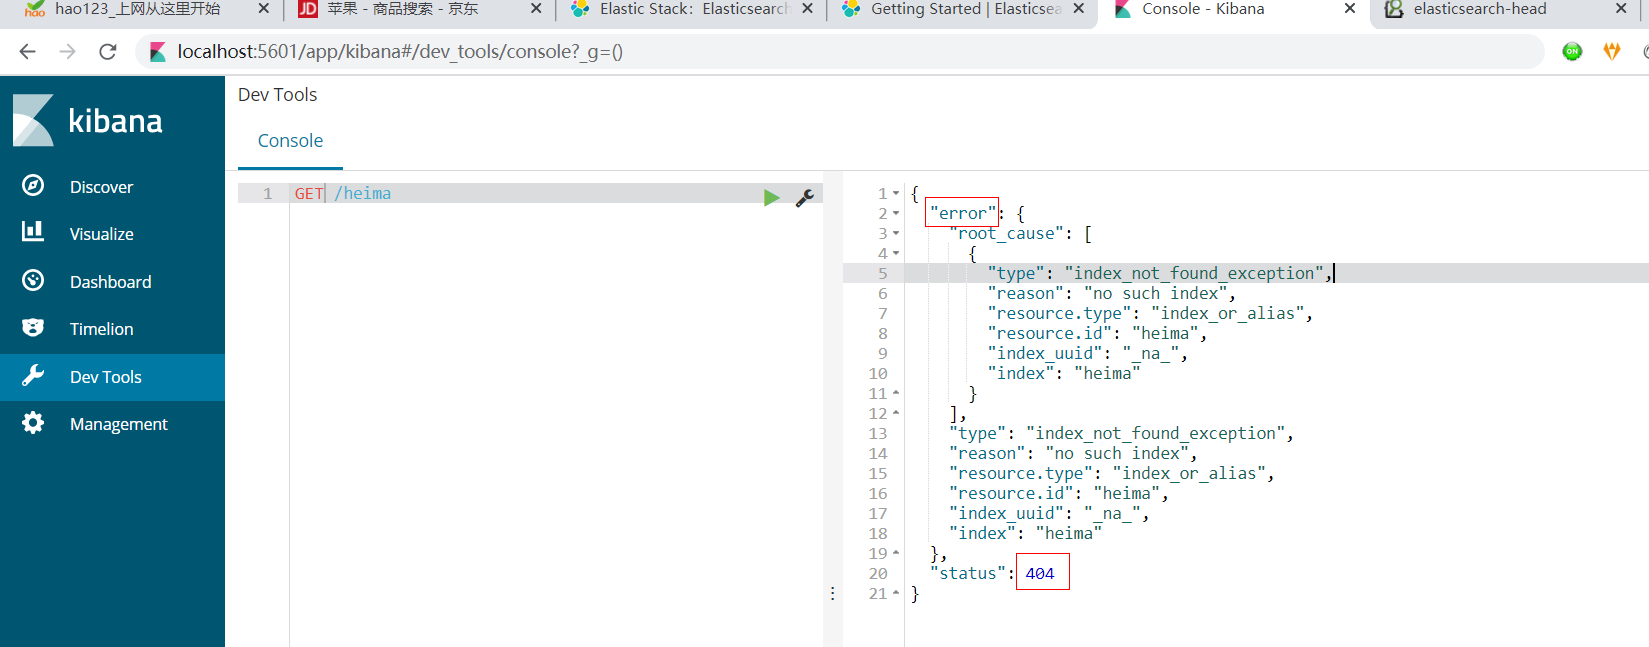 hao123_上网从这里开始
苹果 - 商品搜索 - 京东
Elastic Stack: Elasticsearch
Getting Started | Elasticsea
Console - Kibana
elasticsearch-head
hao
JD
localhost:5601/app/kibana#/dev_tools/console?_g=()
ON
kibana
Discover
Visualize
Dashboard
Timelion
Dev Tools
Management
Dev Tools
Console
1 GET /heima
1 {
2 "error": {
3 "root_cause": [
4 {
5 "type": "index_not_found_exception",
6 "reason": "no such index",
7 "resource.type": "index_or_alias",
8 "resource.id": "heima",
9 "index_uuid": "_na_",
10 "index": "heima"
11 }
12 ],
13 "type": "index_not_found_exception",
14 "reason": "no such index",
15 "resource.type": "index_or_alias",
16 "resource.id": "heima",
17 "index_uuid": "_na_",
18 "index": "heima"
19 },
20 "status": 404
21 }